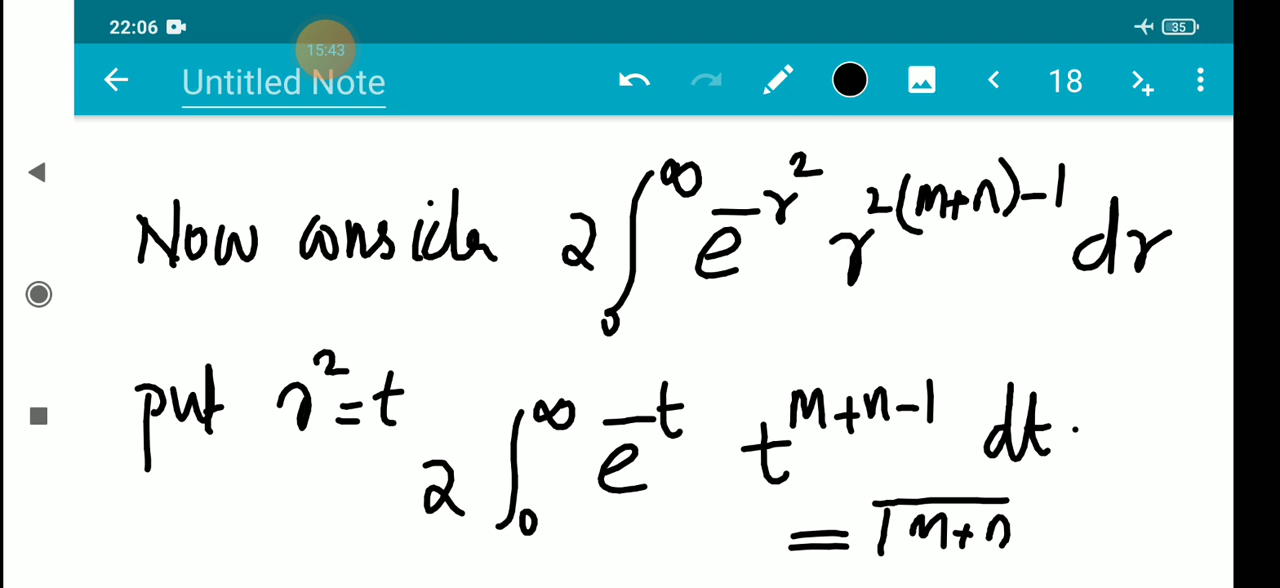 22:06 35
15:43
Untitled Note 18
Now consider 2∫₀^∞ e^{-r²} r^{2(m+n)-1} dr
put r²=t
2∫₀^∞ e^{-t} t^{m+n-1} dt.
= Γ‾m+n